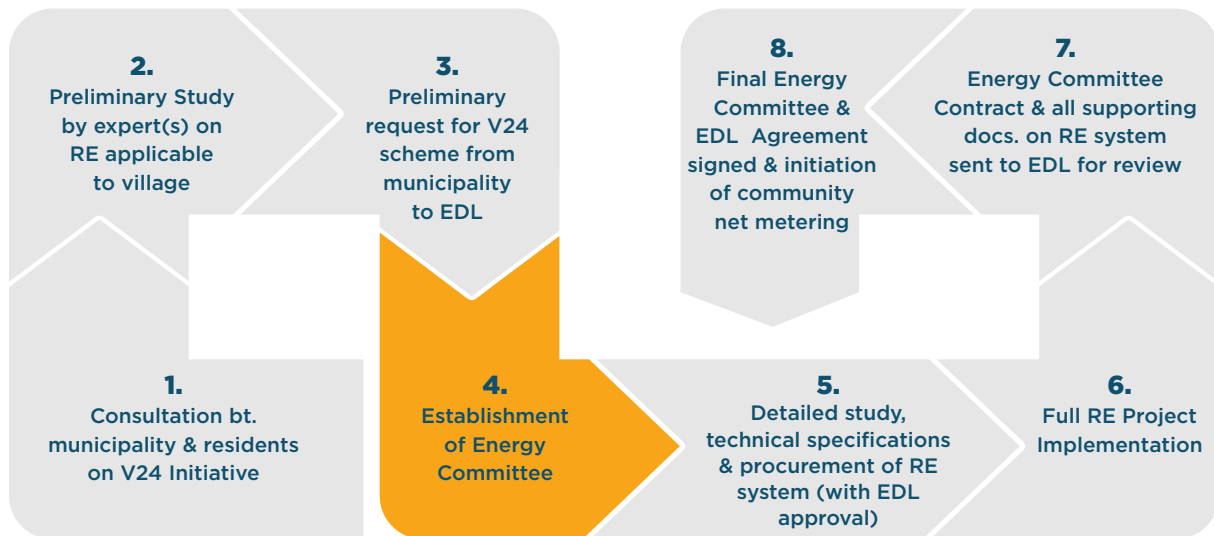 1.
Consultation bt.
municipality & residents
on V24 Initiative
2.
Preliminary Study
by expert(s) on
RE applicable
to village
3.
Preliminary
request for V24
scheme from
municipality
to EDL
4.
Establishment
of Energy
Committee
5.
Detailed study,
technical specifications
& procurement of RE
system (with EDL
approval)
6.
Full RE Project
Implementation
7.
Energy Committee
Contract & all supporting
docs. on RE system
sent to EDL for review
8.
Final Energy
Committee &
EDL Agreement
signed & initiation
of community
net metering